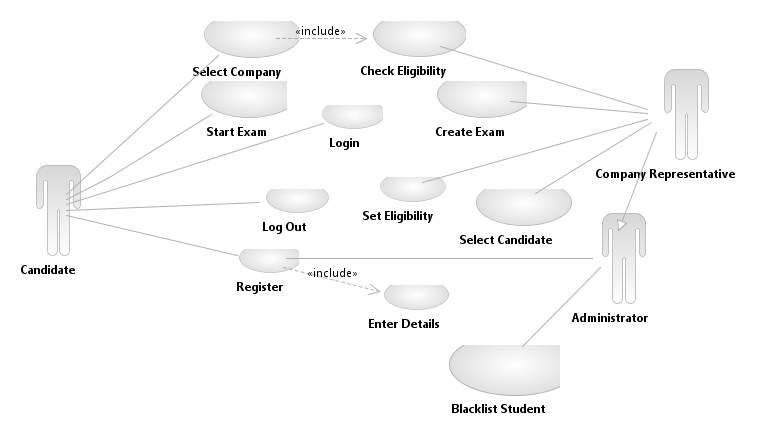 «include»
Select Company
Check Eligibility
Start Exam
Create Exam
Login
Company Representative
Set Eligibility
Log Out
Select Candidate
Candidate
«include»
Register
Enter Details
Administrator
Blacklist Student